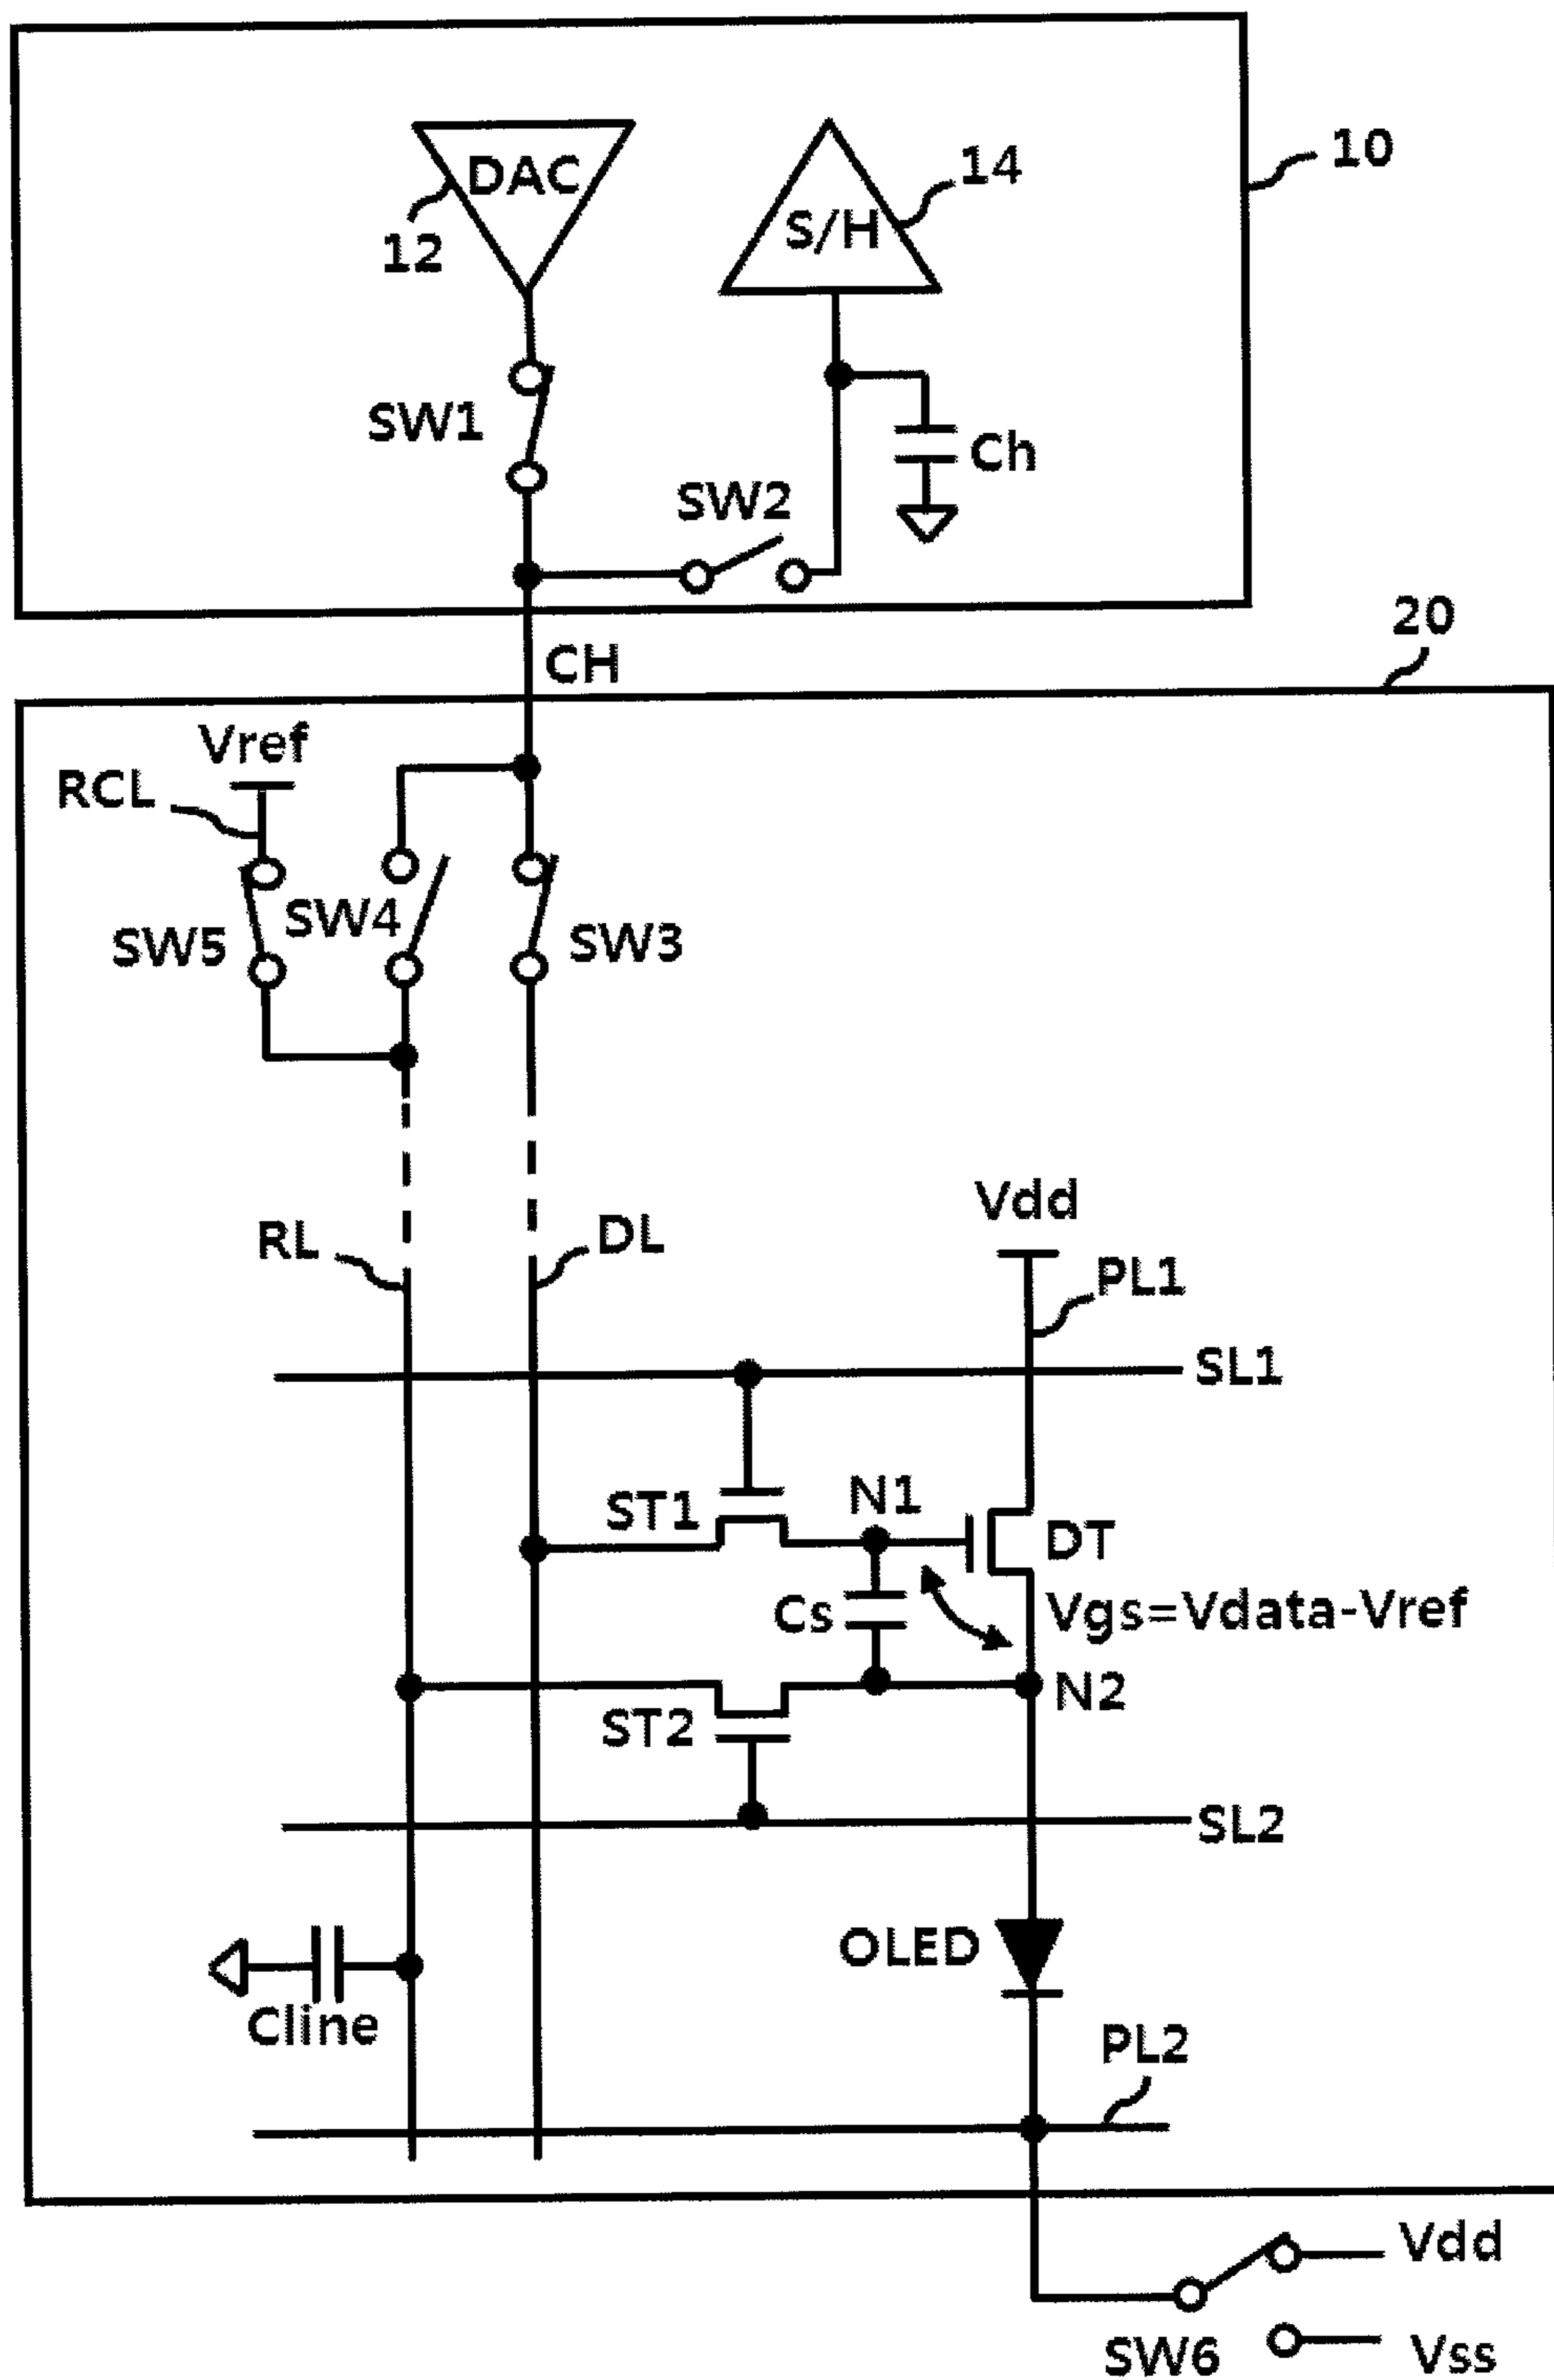 DAC
12
S/H
14
10
SW1
SW2
Ch
CH
20
Vref
RCL
SW5
SW4
SW3
RL
DL
Vdd
PL1
SL1
ST1
N1
DT
Cs
Vgs=Vdata-Vref
N2
ST2
SL2
OLED
Cline
PL2
SW6
Vdd
Vss